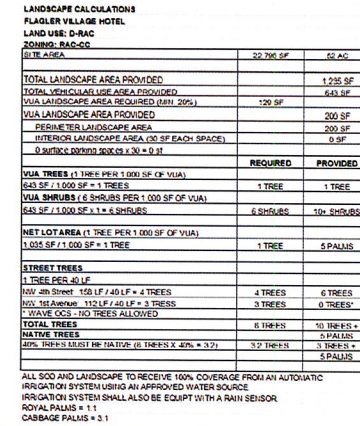 LANDSCAPE CALCULATIONS
FLAGLER VILLAGE HOTEL
LAND USE: D-RAC
ZONING: RAC-CC
SITE AREA 22,796 SF .52 AC
TOTAL LANDSCAPE AREA PROVIDED 1,235 SF
TOTAL VEHICULAR USE AREA PROVIDED 643 SF
VUA LANDSCAPE AREA REQUIRED (MIN. 20%) 129 SF
VUA LANDSCAPE AREA PROVIDED 200 SF
PERIMETER LANDSCAPE AREA 200 SF
INTERIOR LANDSCAPE AREA (30 SF EACH SPACE) 0 SF
0 surface parking spaces x 30 = 0 sf
REQUIRED PROVIDED
VUA TREES (1 TREE PER 1,000 SF OF VUA)
643 SF / 1,000 SF = 1 TREES 1 TREE 1 TREE
VUA SHRUBS ( 6 SHRUBS PER 1,000 SF OF VUA)
643 SF / 1,000 SF x 1 = 6 SHRUBS 6 SHRUBS 10+ SHRUBS
NET LOT AREA (1 TREE PER 1,000 SF OF VUA)
1,035 SF / 1,000 SF = 1 TREE 1 TREE 5 PALMS
STREET TREES
1 TREE PER 40 LF
NW 4th Street 158 LF / 40 LF = 4 TREES 4 TREES 6 TREES
NW 1st Avenue 112 LF / 40 LF = 3 TRESS 3 TREES 0 TREES*
* WAVE OCS - NO TREES ALLOWED
TOTAL TREES 8 TREES 10 TREES +
NATIVE TREES 5 PALMS
40% TREES MUST BE NATIVE (8 TREES X 40% = 3.2) 3.2 TREES 3 TREES +
5 PALMS
ALL SOD AND LANDSCAPE TO RECEIVE 100% COVERAGE FROM AN AUTOMATIC
IRRIGATION SYSTEM USING AN APPROVED WATER SOURCE
IRRIGATION SYSTEM SHALL ALSO BE EQUIPT WITH A RAIN SENSOR
ROYAL PALMS = 1:1
CABBAGE PALMS = 3:1